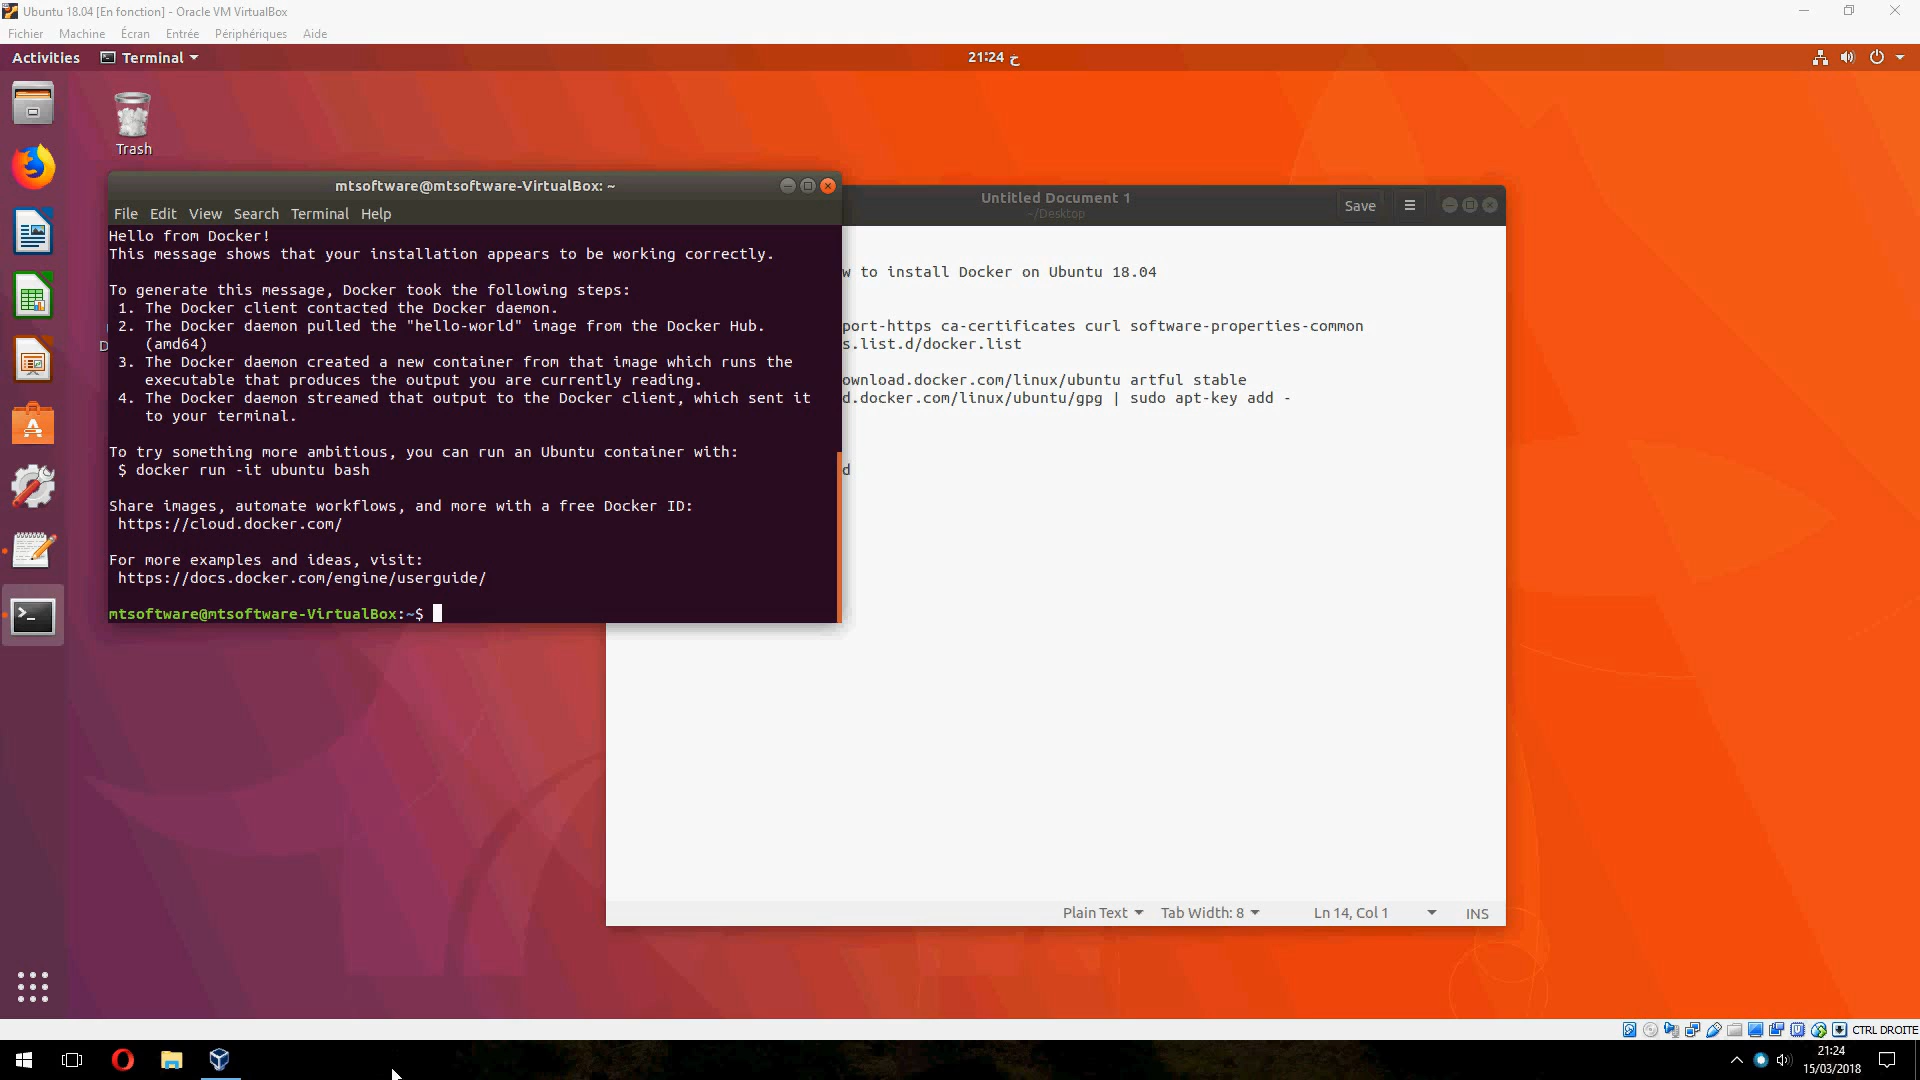 Ubuntu 18.04 [En fonction] - Oracle VM VirtualBox
Fichier Machine Écran Entrée Périphériques Aide
Activities Terminal 21:24 خ
Trash
mtsoftware@mtsoftware-VirtualBox: ~
File Edit View Search Terminal Help
Hello from Docker!
This message shows that your installation appears to be working correctly.
To generate this message, Docker took the following steps:
1. The Docker client contacted the Docker daemon.
2. The Docker daemon pulled the "hello-world" image from the Docker Hub.
(amd64)
3. The Docker daemon created a new container from that image which runs the
executable that produces the output you are currently reading.
4. The Docker daemon streamed that output to the Docker client, which sent it
to your terminal.
To try something more ambitious, you can run an Ubuntu container with:
$ docker run -it ubuntu bash
Share images, automate workflows, and more with a free Docker ID:
https://cloud.docker.com/
For more examples and ideas, visit:
https://docs.docker.com/engine/userguide/
mtsoftware@mtsoftware-VirtualBox:~$
D
Untitled Document 1
~/Desktop
Save
w to install Docker on Ubuntu 18.04
port-https ca-certificates curl software-properties-common
s.list.d/docker.list
ownload.docker.com/linux/ubuntu artful stable
d.docker.com/linux/ubuntu/gpg | sudo apt-key add -
d
Plain Text Tab Width: 8 Ln 14, Col 1 INS
CTRL DROITE
21:24
15/03/2018